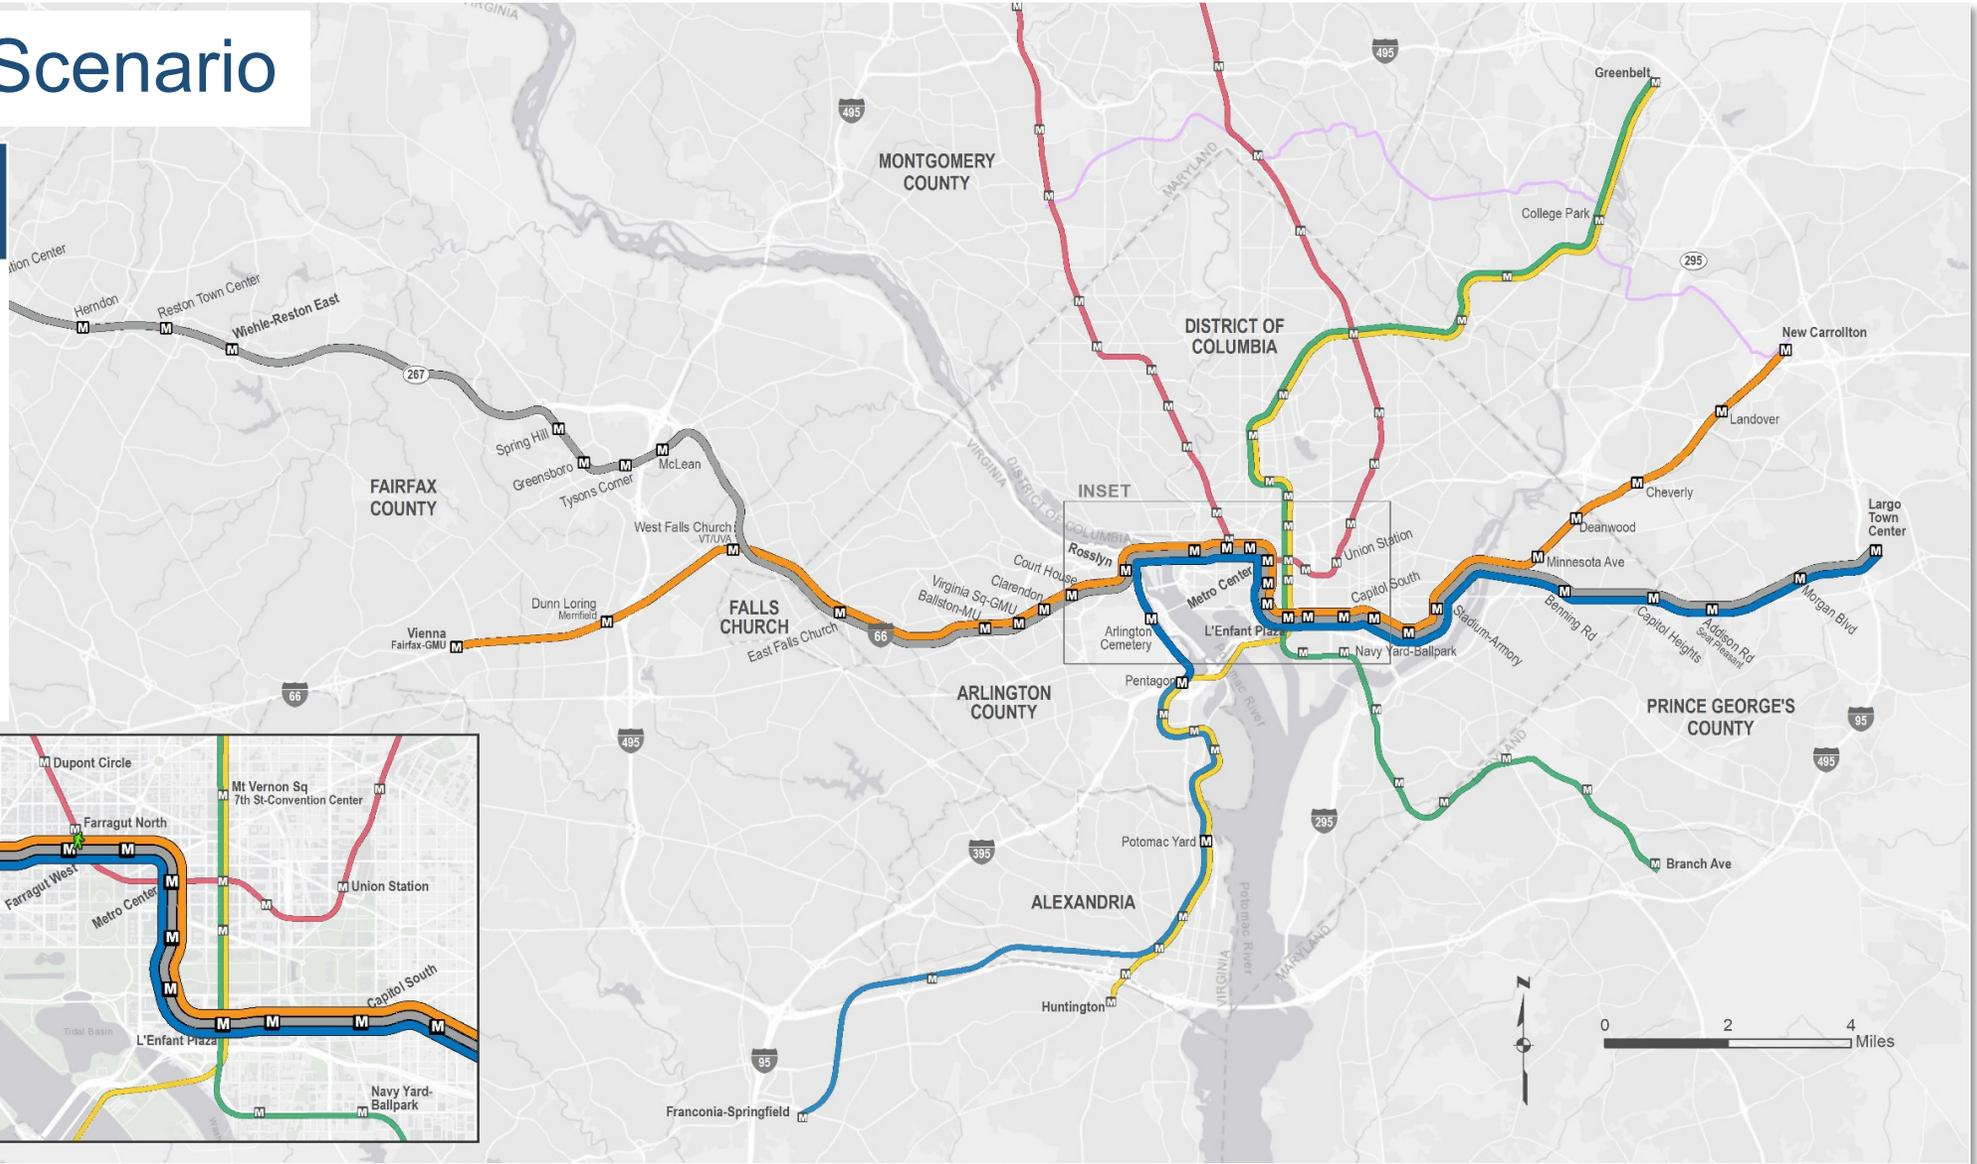 Scenario
495
Greenbelt
495
MONTGOMERY
COUNTY
MARYLAND
College Park
295
Herndon
Reston Town Center
Wiehle-Reston East
267
DISTRICT OF
COLUMBIA
New Carrollton
Landover
Spring Hill
Greensboro
Tysons Corner
McLean
VIRGINIA
DISTRICT OF COLUMBIA
FAIRFAX
COUNTY
INSET
Cheverly
Deanwood
Minnesota Ave
Largo
Town
Center
West Falls Church
VT/UVA
Rosslyn
Court House
Clarendon
Virginia Sq-GMU
Ballston-MU
Metro Center
Union Station
Capitol South
Dunn Loring
Merrifield
FALLS
CHURCH
East Falls Church
66
Vienna
Fairfax-GMU
Arlington
Cemetery
L'Enfant Plaza
Navy Yard-Ballpark
Stadium-Armory
Benning Rd
Capitol Heights
Addison Rd
Seat Pleasant
Morgan Blvd
Pentagon
ARLINGTON
COUNTY
66
495
PRINCE GEORGE'S
COUNTY
95
495
MARYLAND
295
395
Potomac Yard
Branch Ave
ALEXANDRIA
Potomac River
VIRGINIA
MARYLAND
Huntington
95
Franconia-Springfield
N
0 2 4
Miles
Dupont Circle
Mt Vernon Sq
7th St-Convention Center
Farragut North
Farragut West
Metro Center
Union Station
Capitol South
Tidal Basin
L'Enfant Plaza
Navy Yard-
Ballpark